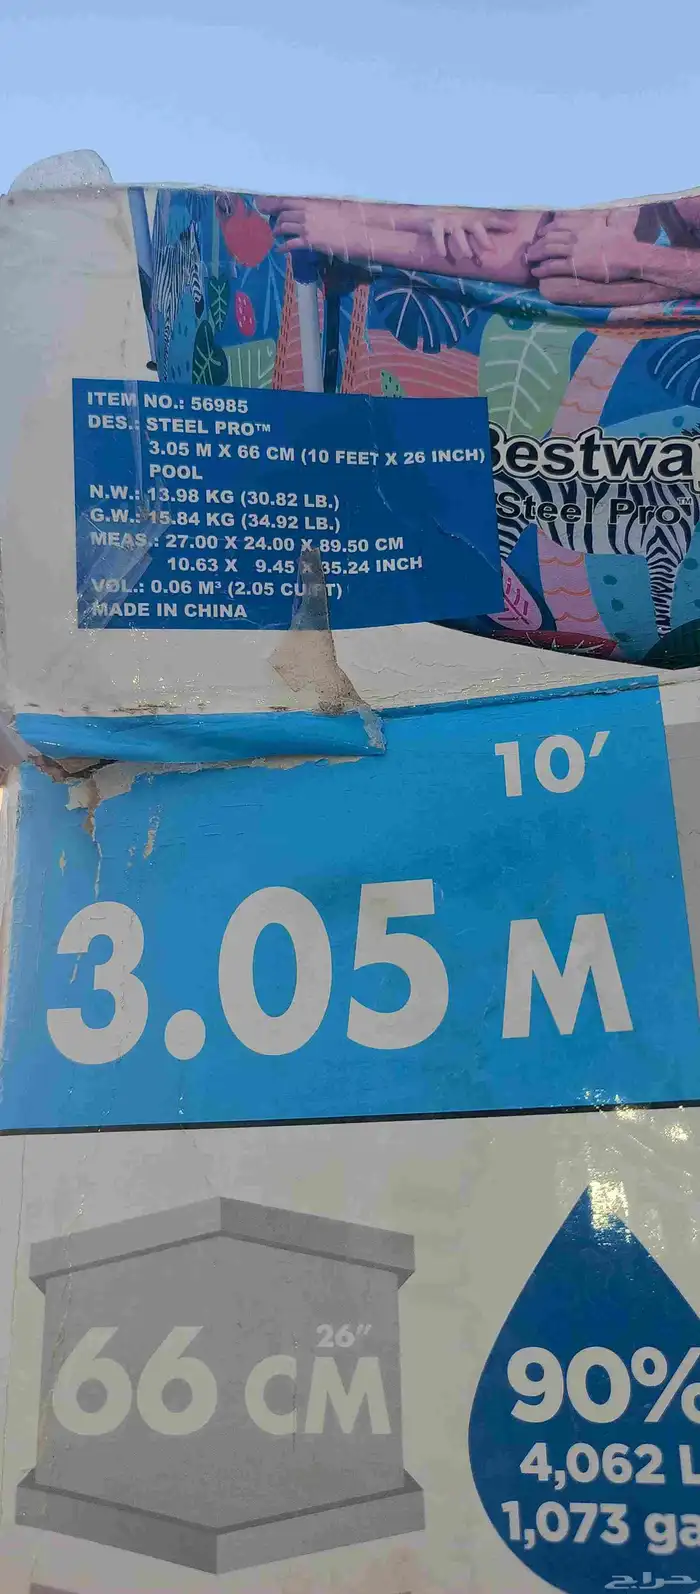 ITEM NO.: 56985
DES.: STEEL PRO™
3.05 M X 66 CM (10 FEET X 26 INCH)
POOL
N.W.: 13.98 KG (30.82 LB.)
G.W.: 15.84 KG (34.92 LB.)
MEAS.: 27.00 X 24.00 X 89.50 CM
10.63 X 9.45 X 35.24 INCH
VOL.: 0.06 M³ (2.05 CU.FT)
MADE IN CHINA
Bestwa
Steel Pro™
10′
3.05 M
26″
66 CM
90%
4,062 L
1,073 ga
حراج